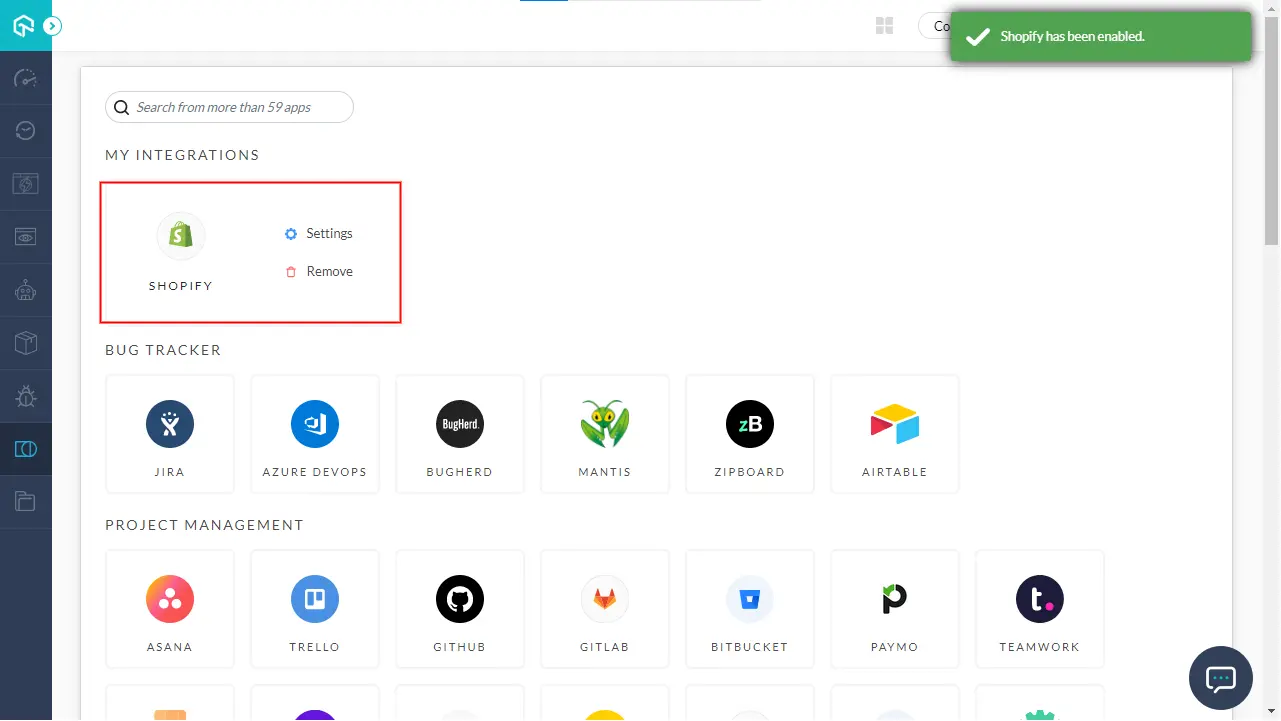 Co
Shopify has been enabled.
Search from more than 59 apps
MY INTEGRATIONS
S
Settings
Remove
SHOPIFY
BUG TRACKER
BugHerd.
zB
JIRA
AZURE DEVOPS
BUGHERD
MANTIS
ZIPBOARD
AIRTABLE
PROJECT MANAGEMENT
t.
ASANA
TRELLO
GITHUB
GITLAB
BITBUCKET
PAYMO
TEAMWORK